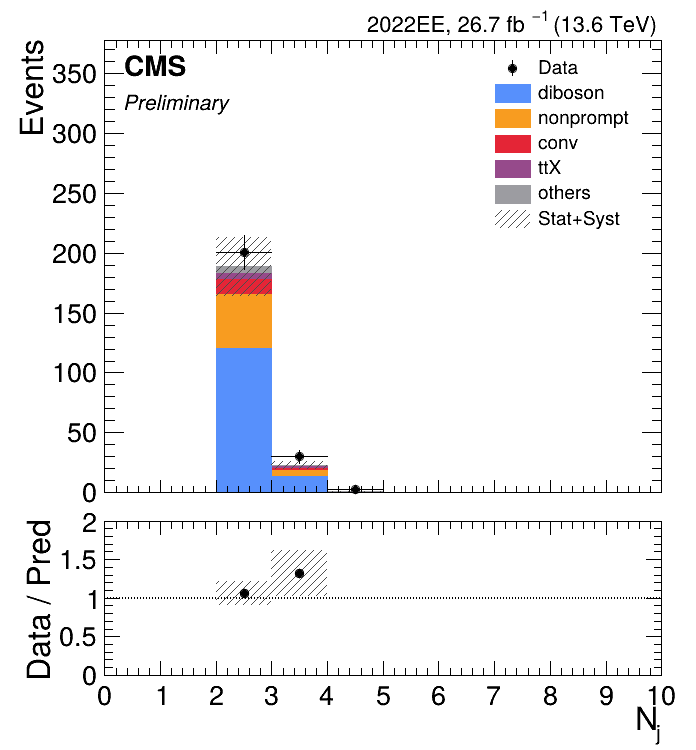 2022EE, 26.7 fb⁻¹ (13.6 TeV)
CMS
Preliminary
Events
350
300
250
200
150
100
50
0
Data
diboson
nonprompt
conv
ttX
others
Stat+Syst
Data / Pred
2
1.5
1
0.5
0
0 1 2 3 4 5 6 7 8 9 10
N_j